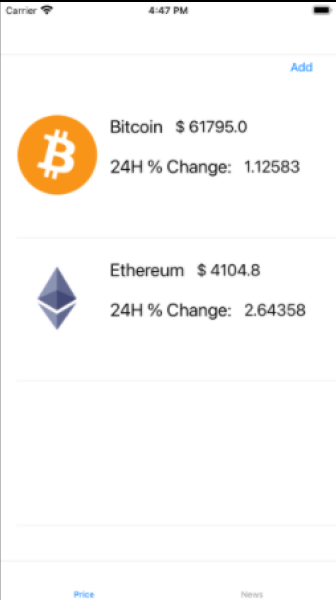 Carrier 4:47 PM
Add
Bitcoin $ 61795.0
24H % Change: 1.12583
Ethereum $ 4104.8
24H % Change: 2.64358
Price News